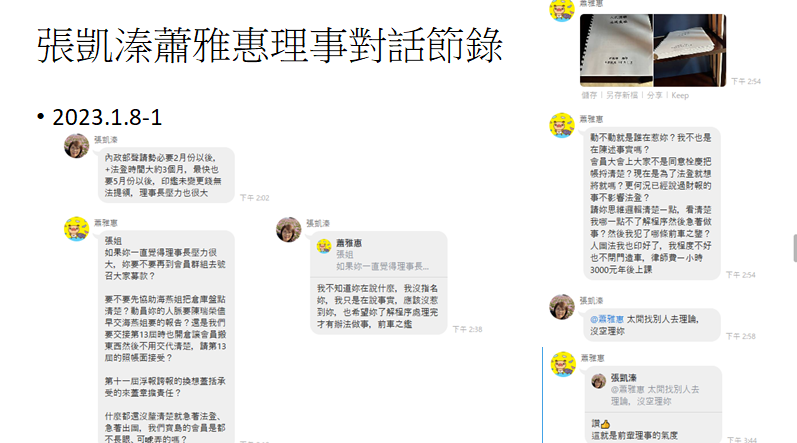 張凱溱蕭雅惠理事對話節錄
• 2023.1.8-1
張凱溱
內政部聲請勢必要2月份以後,
+法登時間大約3個月，最快也
要5月份以後，印鑑未變更錢無
法提領，理事長壓力也很大
下午 2:02
蕭雅惠
張姐
如果妳一直覺得理事長壓力很
大，妳要不要再到會員群組去號
召大家募款？
要不要先協助海燕姐把倉庫盤點
清楚？動員妳的人脈要陳瑞榮儘
早交海燕姐要的報告？還是我們
要交接第13屆時也開倉讓會員搬
東西然後不用交代清楚，請第13
屆的照帳面接受？
第十一屆浮報誇報的換想蓋括承
受的來蓋章擔責任？
什麼都還沒釐清楚就急著法登、
急著出團，我們寶島的會員是都
不長眼、可唬弄的嗎？
張凱溱
蕭雅惠
張姐
如果妳一直覺得理事長...
我不知道妳在說什麼，我沒指名
妳，我只是在說事實，應該沒惹
到妳，也希望妳了解程序處理完
才有辦法做事，前車之鑑
下午 2:38
蕭雅惠
下午 2:54
儲存｜另存新檔｜分享｜Keep
蕭雅惠
動不動就是誰在惹妳？我不也是
在陳述事實嗎？
會員大會上大家不是同意栓慶把
帳持清楚？現在是為了法登就想
將就嗎？更何況已經說過財報的
事不影響法登？
請妳思維邏輯清楚一點，看清楚
我哪一點不了解程序然後急著做
事？然後我犯了哪條前車之鑿？
人團法我也印好了，我程度不好
也不閉門造車，律師費一小時
3000元年後上課
下午 2:54
張凱溱
@蕭雅惠 太閒找別人去理論，
沒空理妳
下午 2:58
蕭雅惠
張凱溱
@蕭雅惠 太閒找別人去
理論，沒空理妳
讚👍
這就是前輩理事的氣度
下午 3:44